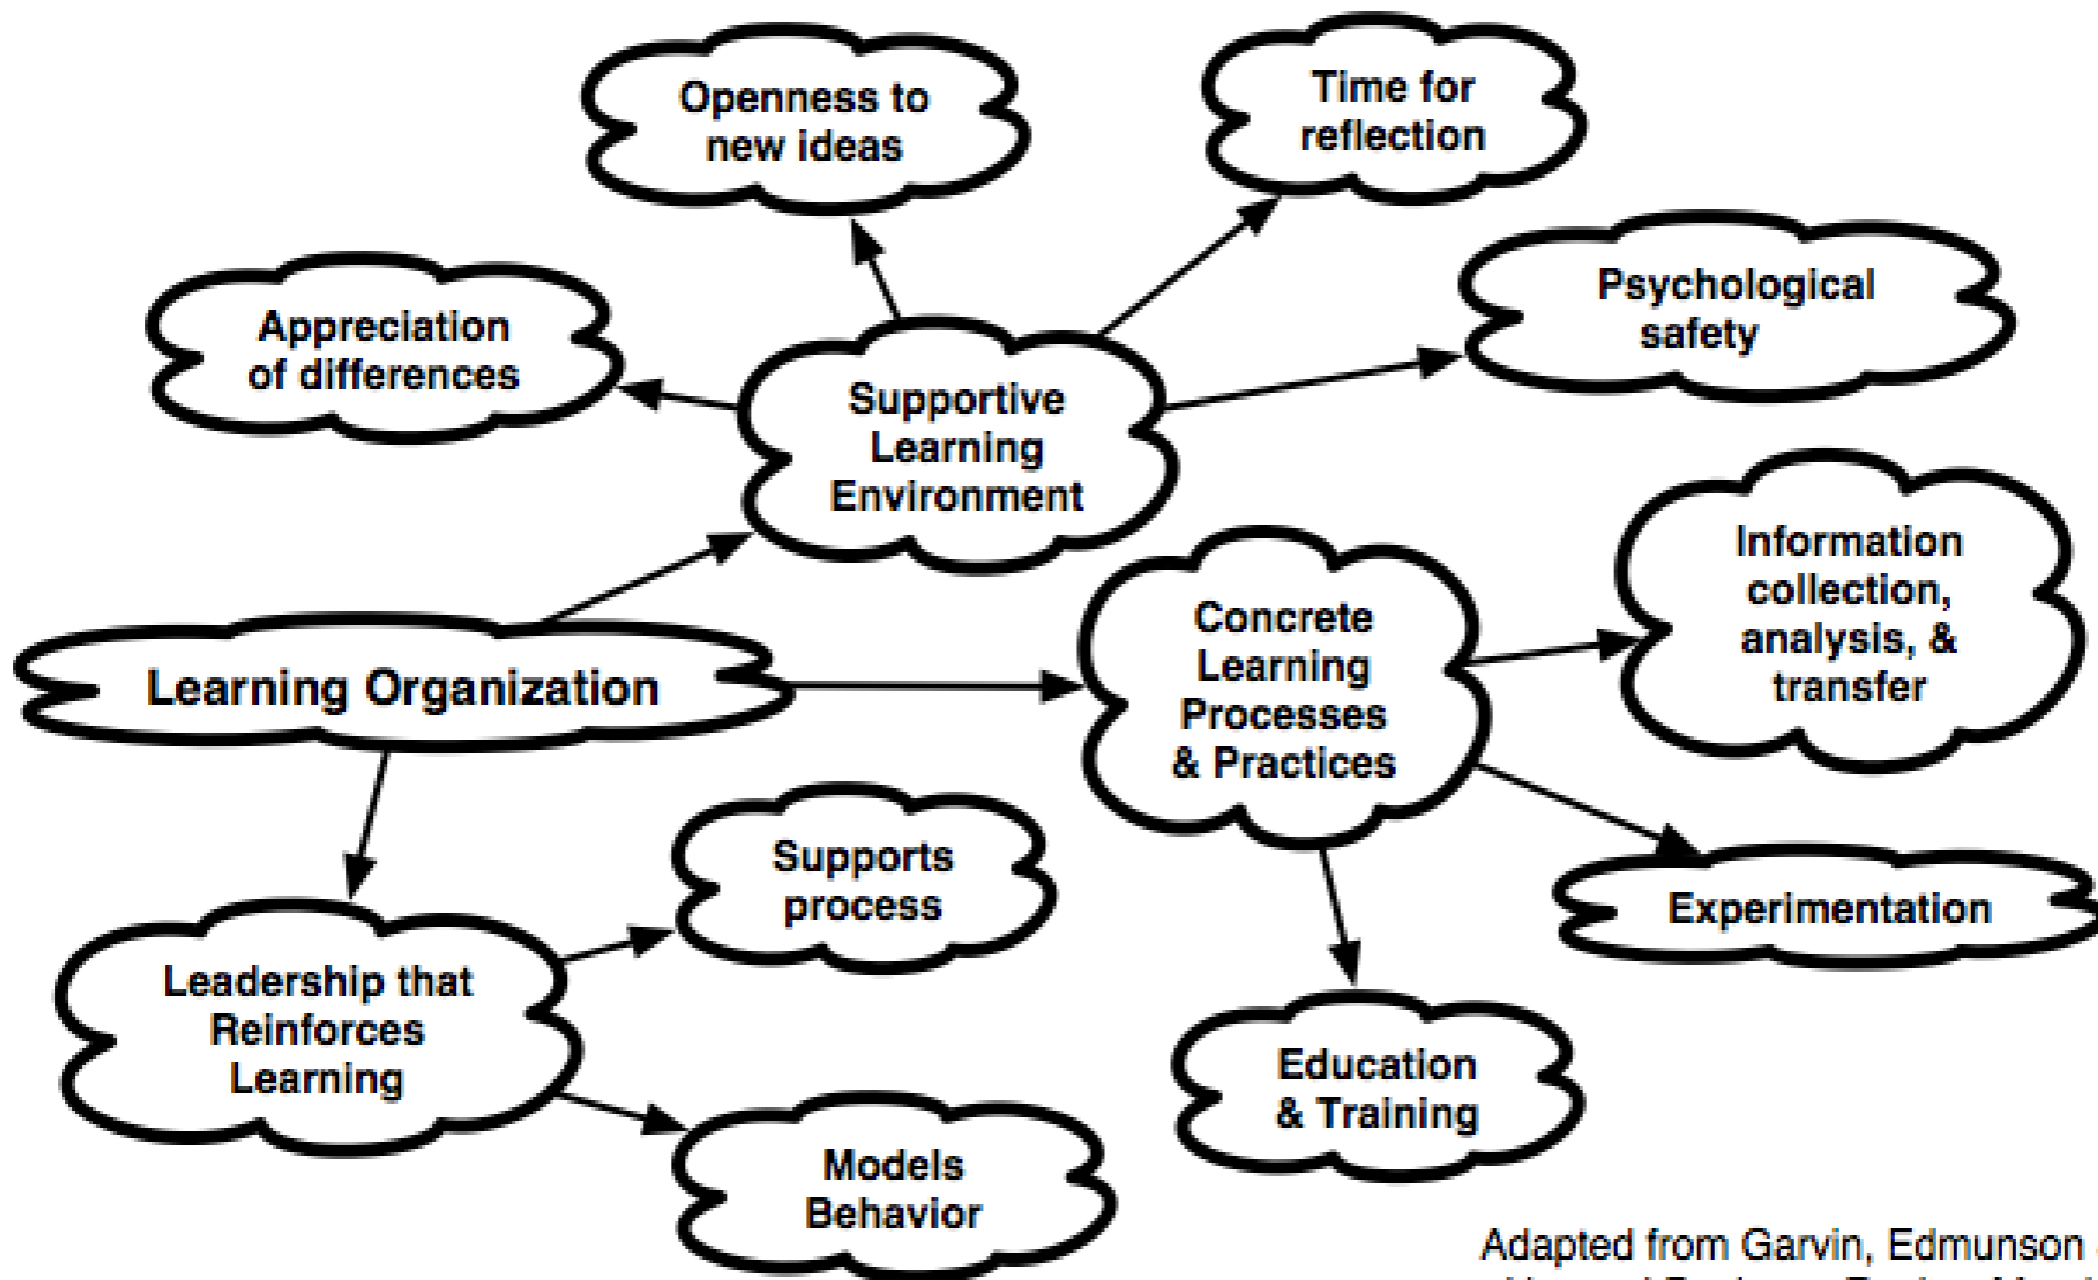 Openness to
new ideas
Time for
reflection
Appreciation
of differences
Psychological
safety
Supportive
Learning
Environment
Information
collection,
analysis, &
transfer
Concrete
Learning
Processes
& Practices
Learning Organization
Supports
process
Experimentation
Leadership that
Reinforces
Learning
Education
& Training
Models
Behavior
Adapted from Garvin, Edmunson